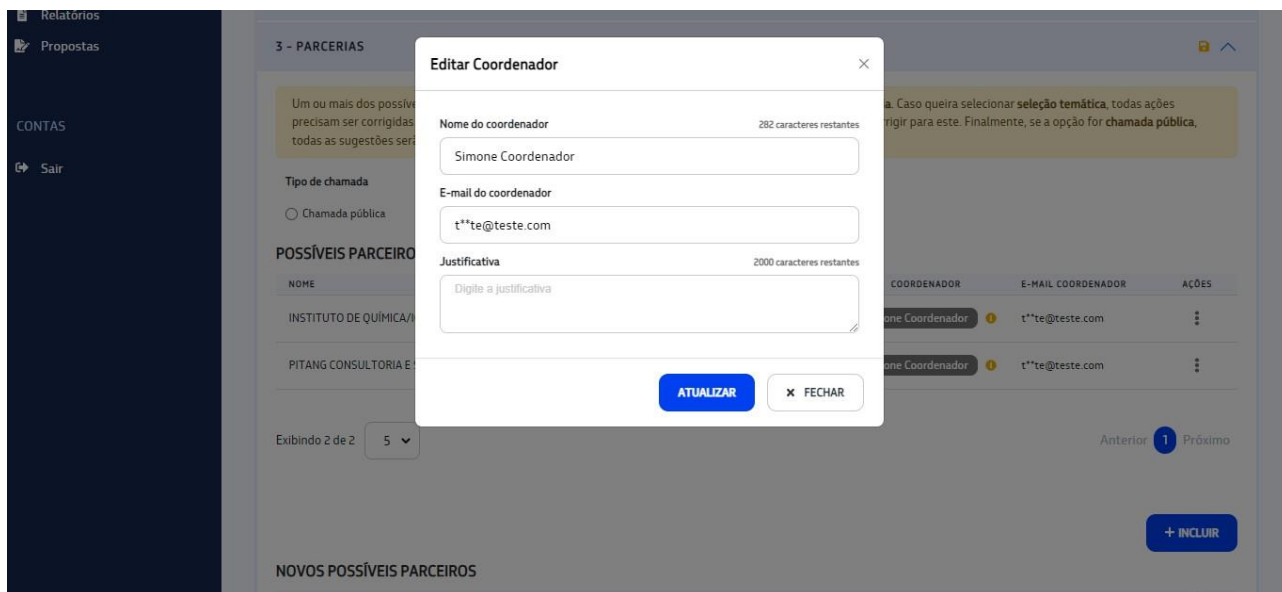 Relatórios
Propostas
CONTAS
Sair
3 - PARCERIAS
Um ou mais dos possíve
a. Caso queira selecionar seleção temática, todas ações
precisam ser corrigidas
rrigir para este. Finalmente, se a opção for chamada pública,
todas as sugestões ser
Tipo de chamada
Chamada pública
POSSÍVEIS PARCEIRO
NOME
COORDENADOR
E-MAIL COORDENADOR
AÇÕES
INSTITUTO DE QUÍMICA/I
one Coordenador
t**te@teste.com
PITANG CONSULTORIA E
one Coordenador
t**te@teste.com
Exibindo 2 de 2
5
Anterior 1 Próximo
+ INCLUIR
NOVOS POSSÍVEIS PARCEIROS
Editar Coordenador
Nome do coordenador
282 caracteres restantes
Simone Coordenador
E-mail do coordenador
t**te@teste.com
Justificativa
2000 caracteres restantes
Digite a justificativa
ATUALIZAR
FECHAR